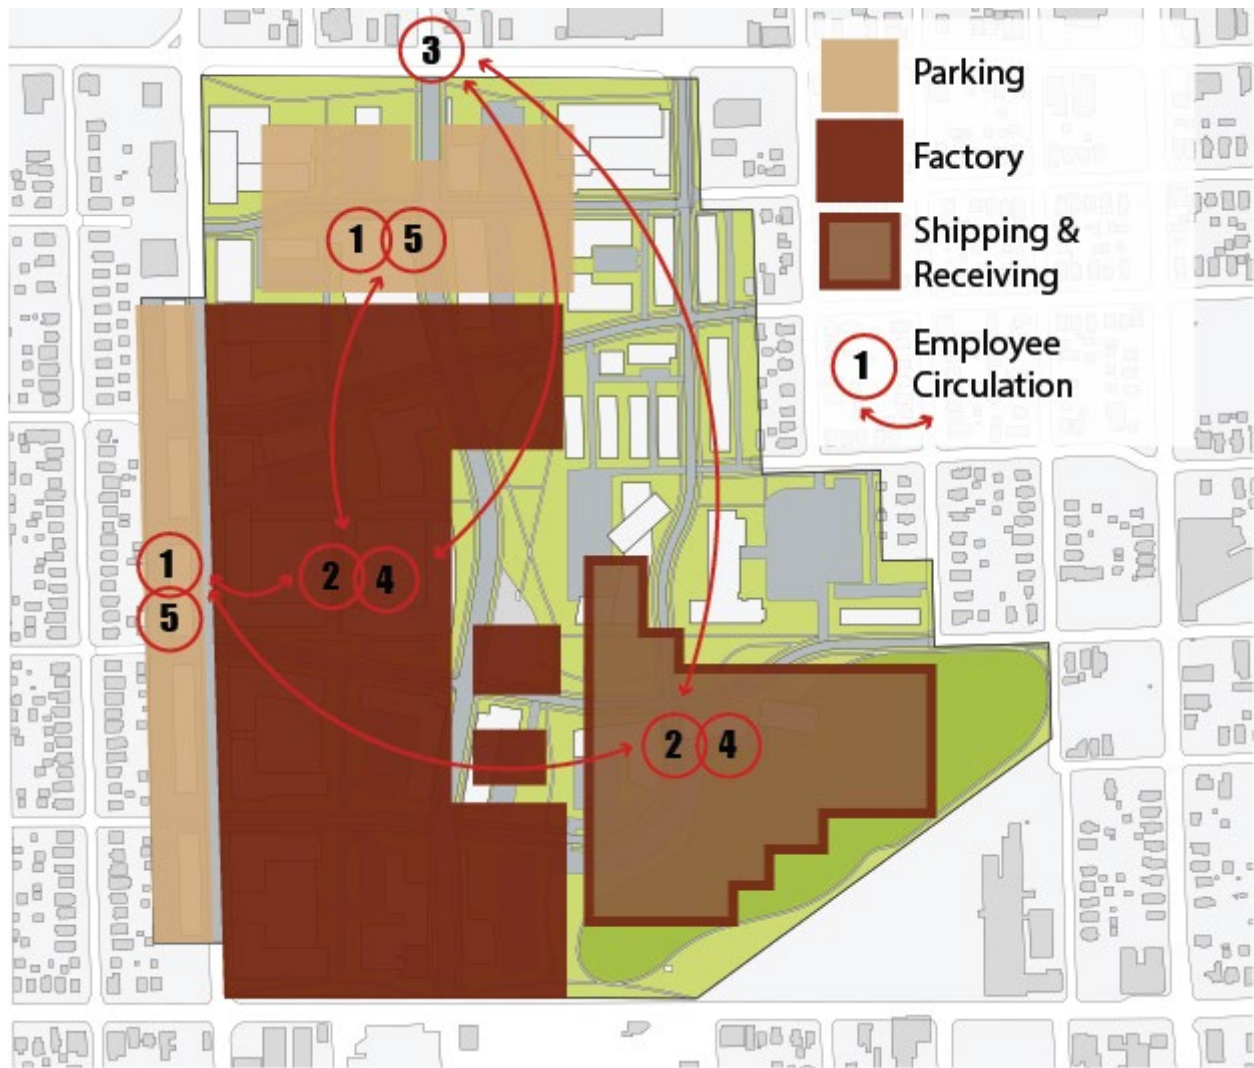 3
Parking
Factory
1 5
Shipping &
Receiving
Employee
1
Circulation
1
2 4
5
2 4